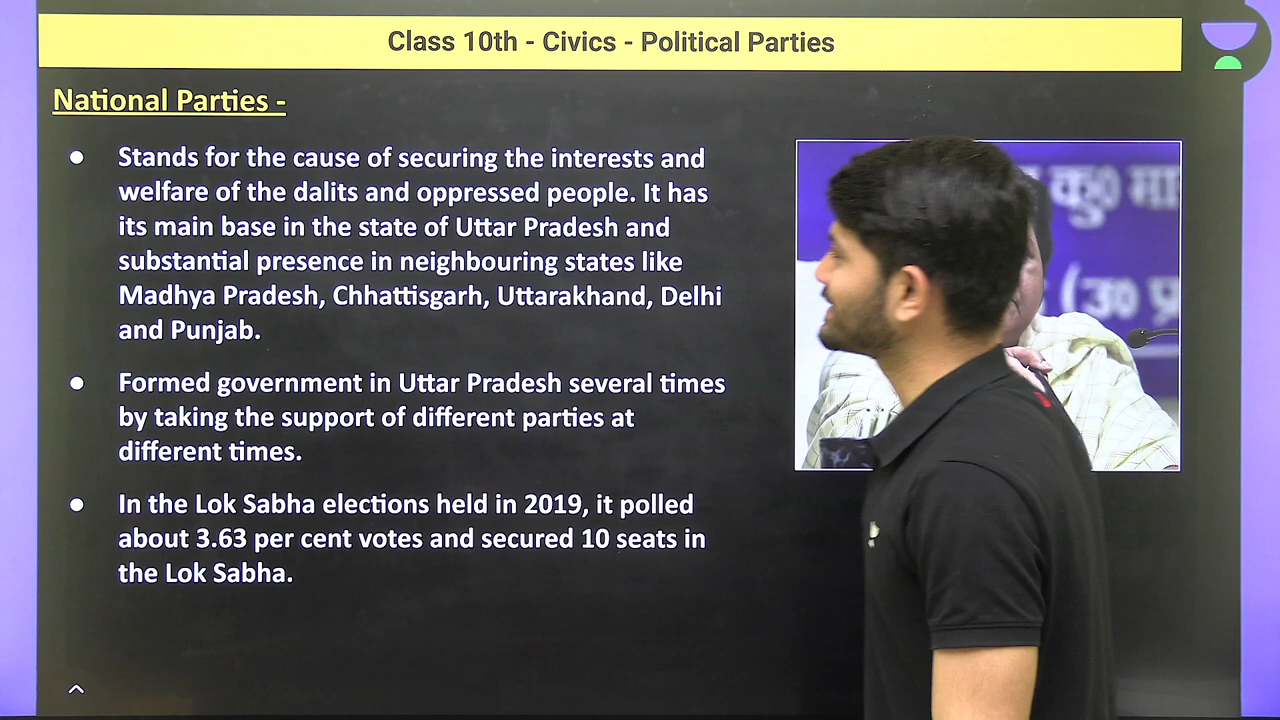 Class 10th - Civics - Political Parties
National Parties -
● Stands for the cause of securing the interests and
welfare of the dalits and oppressed people. It has
its main base in the state of Uttar Pradesh and
substantial presence in neighbouring states like
Madhya Pradesh, Chhattisgarh, Uttarakhand, Delhi
and Punjab.
● Formed government in Uttar Pradesh several times
by taking the support of different parties at
different times.
● In the Lok Sabha elections held in 2019, it polled
about 3.63 per cent votes and secured 10 seats in
the Lok Sabha.
कु0 मा
(उ0 प्र